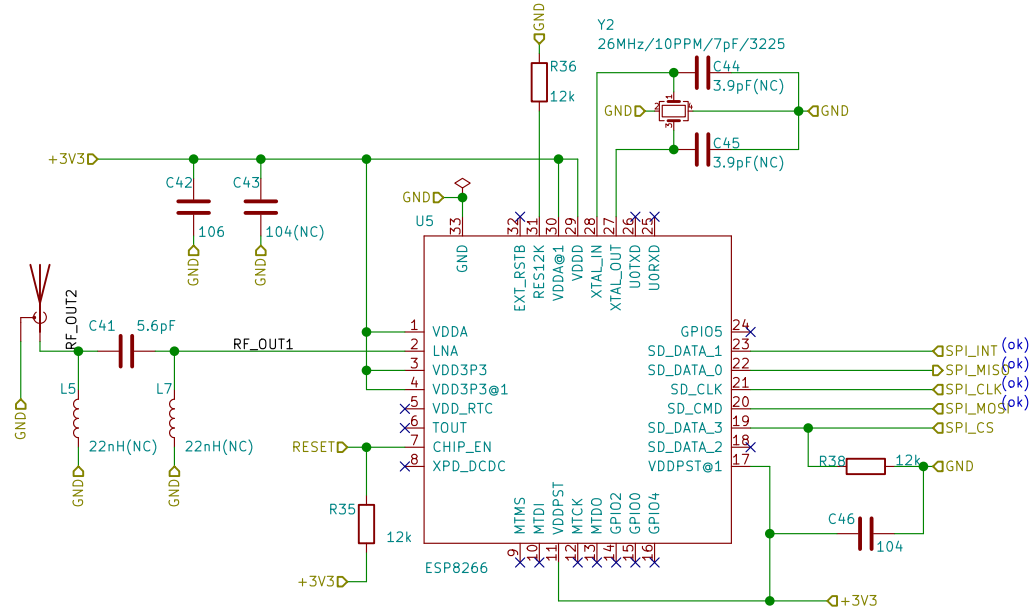 GND
Y2
26MHz/10PPM/7pF/3225
R36
12k
C44
3.9pF(NC)
GND
1
2
4
3
GND
C45
3.9pF(NC)
+3V3
C42
106
GND
C43
104(NC)
GND
GND
U5
33
32
31
30
29
28
27
26
25
GND
EXT_RSTB
RES12K
VDDA@1
VDDD
XTAL_IN
XTAL_OUT
U0TXD
U0RXD
RF_OUT2
C41
5.6pF
RF_OUT1
L5
22nH(NC)
GND
L7
22nH(NC)
GND
GND
1 VDDA
2 LNA
3 VDD3P3
4 VDD3P3@1
5 VDD_RTC
6 TOUT
RESET
7 CHIP_EN
8 XPD_DCDC
GPIO5 24
SD_DATA_1 23 SPI_INT (ok)
SD_DATA_0 22 SPI_MISO (ok)
SD_CLK 21 SPI_CLK (ok)
SD_CMD 20 SPI_MOSI (ok)
SD_DATA_3 19 SPI_CS
SD_DATA_2 18
VDDPST@1 17
R38
12k
GND
C46
104
R35
12k
+3V3
MTMS
MTDI
VDDPST
MTCK
MTDO
GPIO2
GPIO0
GPIO4
9
10
11
12
13
14
15
16
ESP8266
+3V3